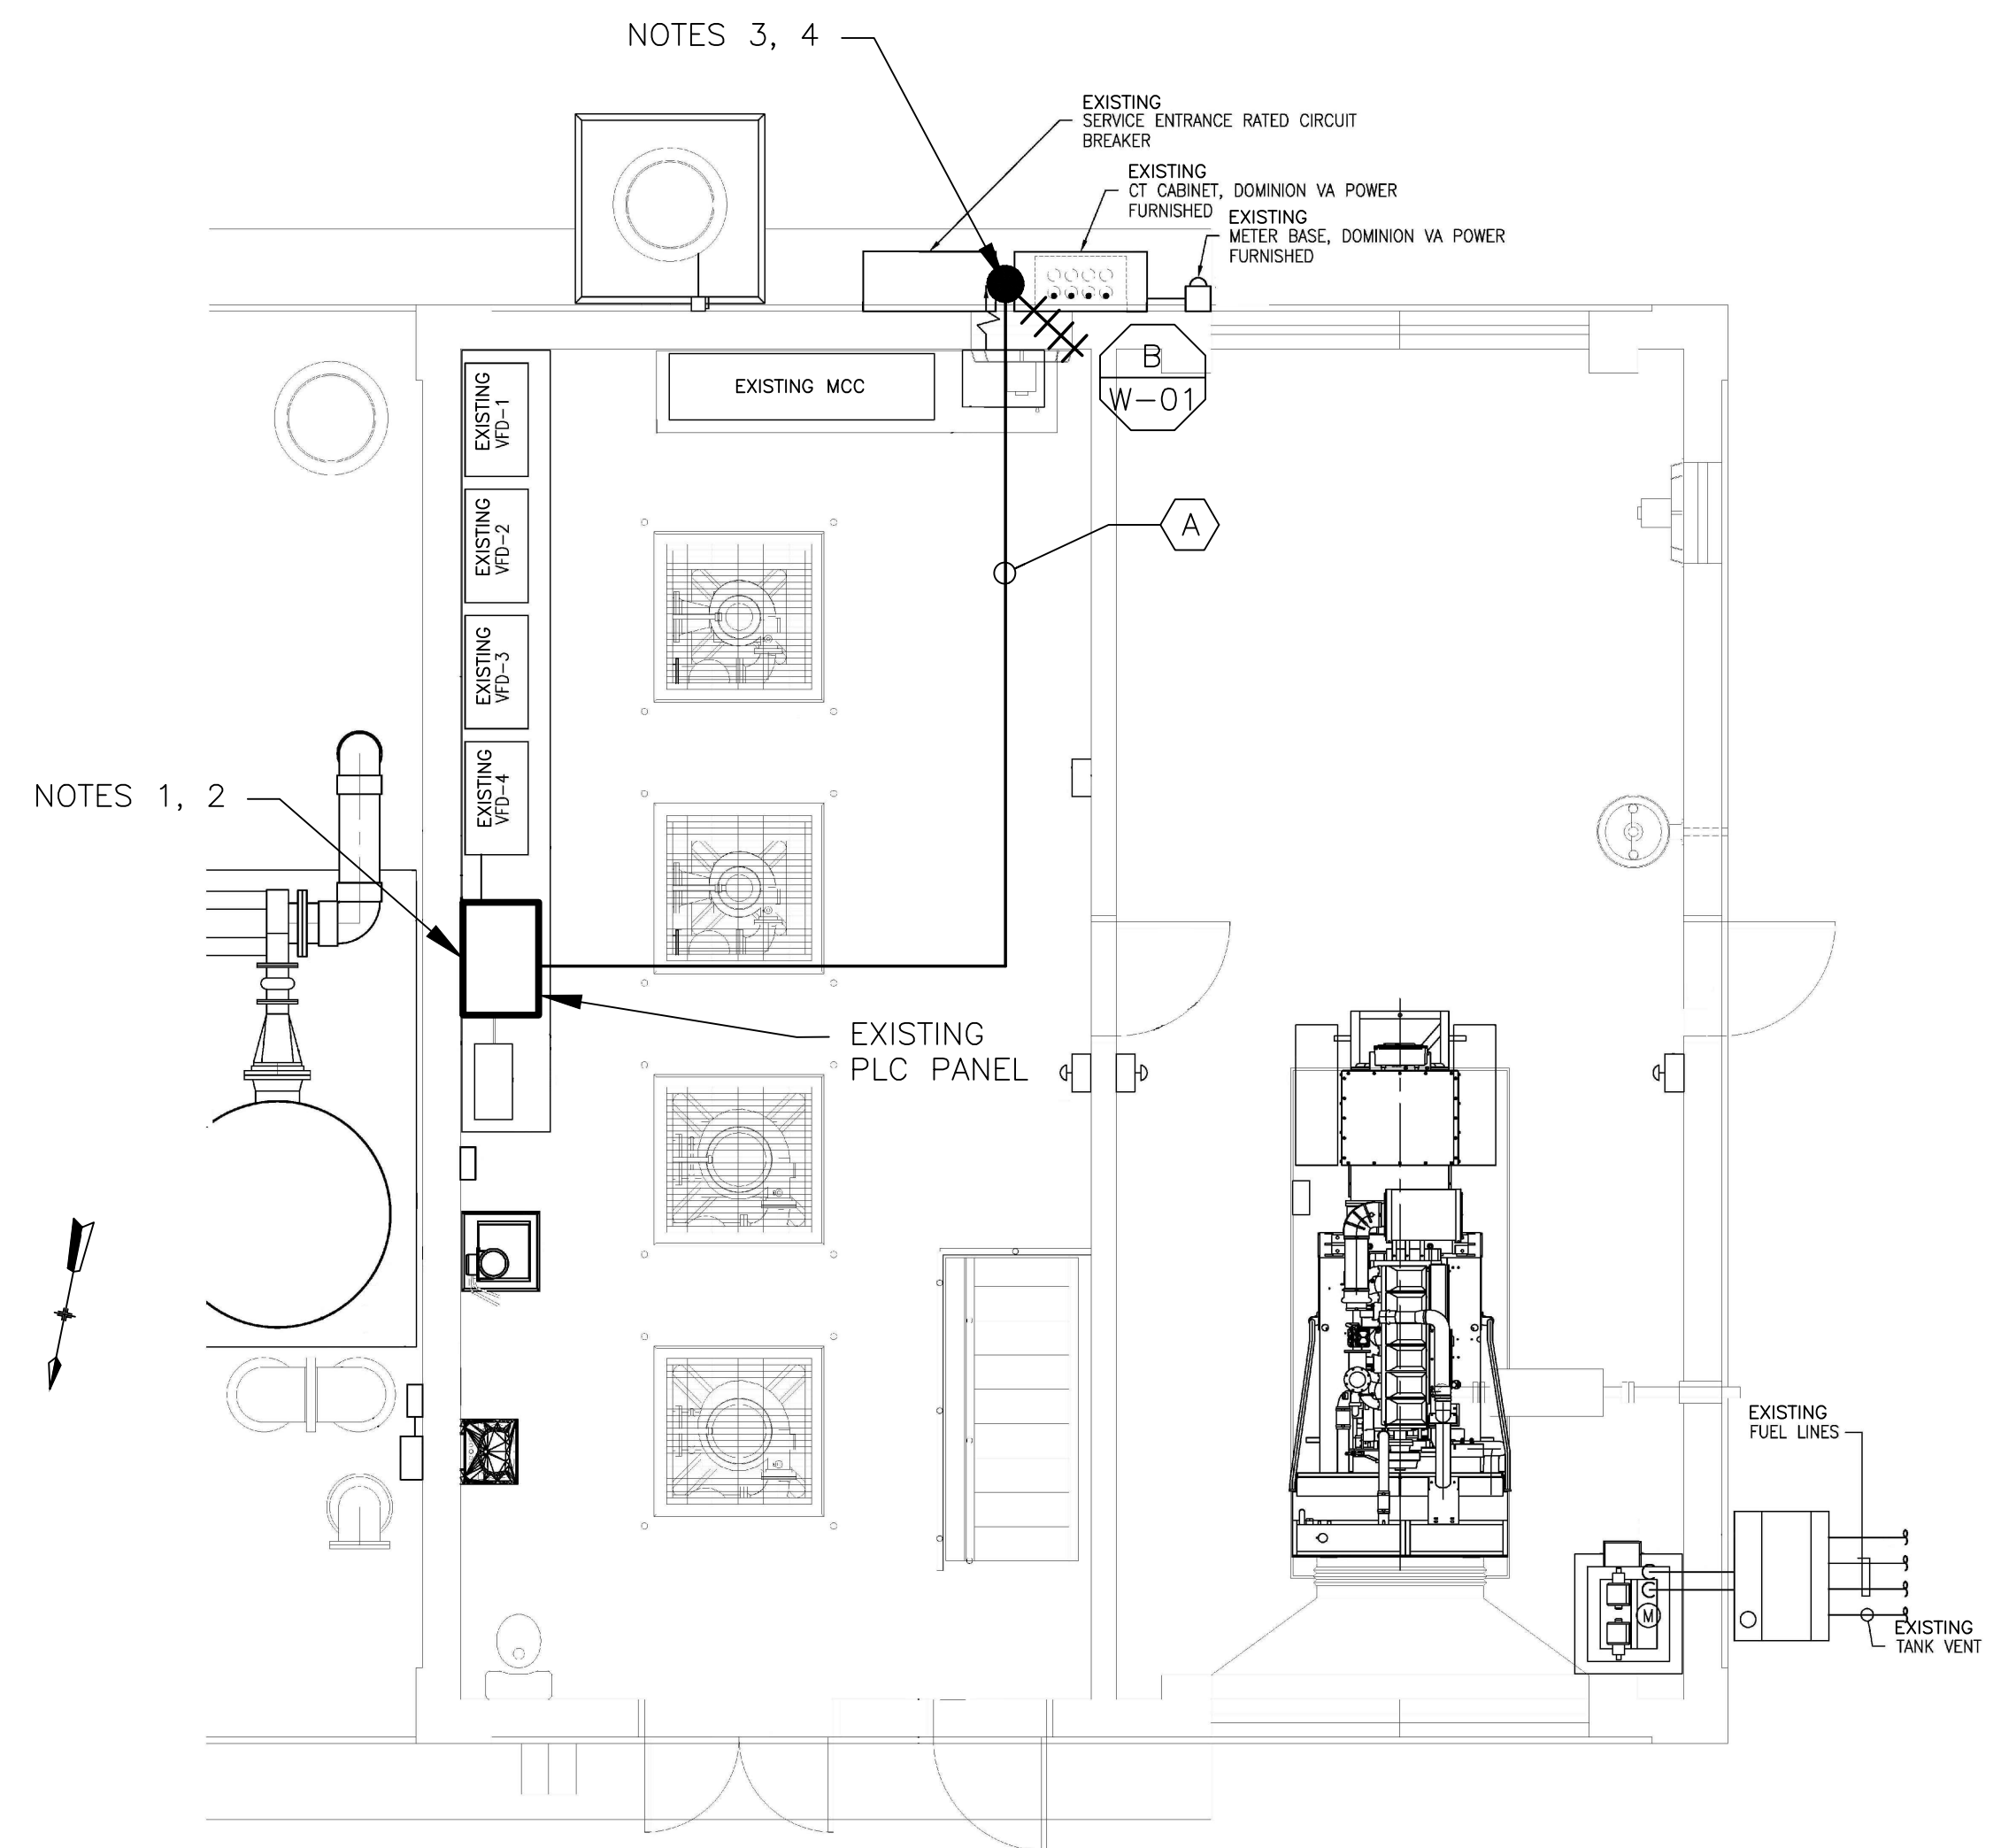 NOTES 3, 4
EXISTING
SERVICE ENTRANCE RATED CIRCUIT
BREAKER
EXISTING
CT CABINET, DOMINION VA POWER
FURNISHED
EXISTING
METER BASE, DOMINION VA POWER
FURNISHED
B
W-01
EXISTING MCC
EXISTING
VFD-1
EXISTING
VFD-2
A
EXISTING
VFD-3
EXISTING
VFD-4
NOTES 1, 2
EXISTING
PLC PANEL
EXISTING
FUEL LINES
M
EXISTING
TANK VENT